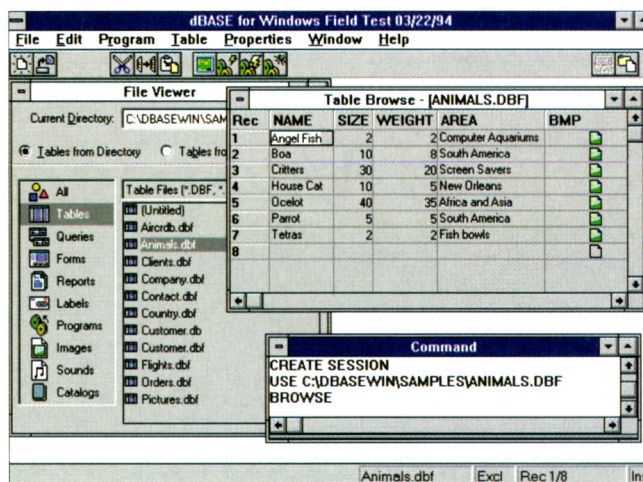 dBASE for Windows Field Test 03/22/94
File Edit Program Table Properties Window Help
File Viewer
Current Directory: C:\DBASEWIN\SAM
Tables from Directory Tables fro
All
Tables
Queries
Forms
Reports
Labels
Programs
Images
Sounds
Catalogs
Table Files (*.DBF, *.
(Untitled)
Aircrdb.dbf
Animals.dbf
Clients.dbf
Company.dbf
Contact.dbf
Country.dbf
Customer.db
Customer.dbf
Flights.dbf
Orders.dbf
Pictures.dbf
Table Browse - [ANIMALS.DBF]
Rec NAME SIZE WEIGHT AREA BMP
1 Angel Fish 2 2 Computer Aquariums
2 Boa 10 8 South America
3 Critters 30 20 Screen Savers
4 House Cat 10 5 New Orleans
5 Ocelot 40 35 Africa and Asia
6 Parrot 5 5 South America
7 Tetras 2 2 Fish bowls
8
Command
CREATE SESSION
USE C:\DBASEWIN\SAMPLES\ANIMALS.DBF
BROWSE
Animals.dbf Excl Rec 1/8 In